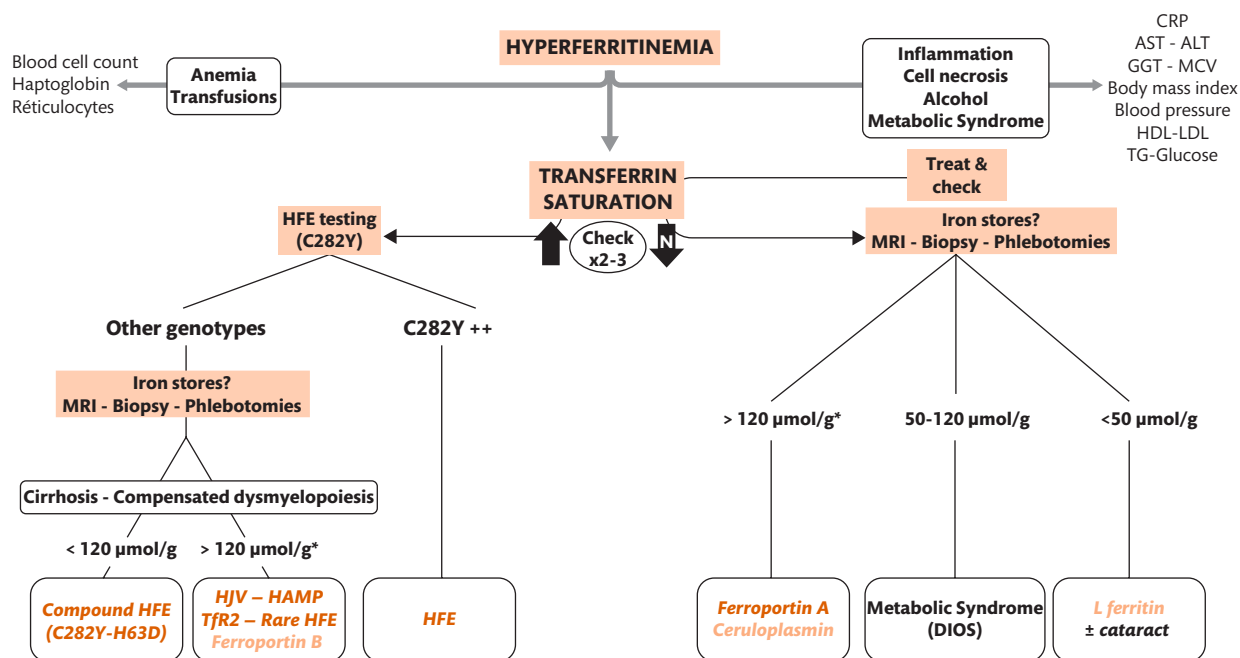 HYPERFERRITINEMIA
Blood cell count
Haptoglobin
Réticulocytes
Anemia
Transfusions
Inflammation
Cell necrosis
Alcohol
Metabolic Syndrome
CRP
AST - ALT
GGT - MCV
Body mass index
Blood pressure
HDL-LDL
TG-Glucose
TRANSFERRIN
SATURATION
Treat &
check
HFE testing
(C282Y)
Check
x2-3
N
Iron stores?
MRI - Biopsy - Phlebotomies
Other genotypes
C282Y ++
Iron stores?
MRI - Biopsy - Phlebotomies
> 120 µmol/g*
50-120 µmol/g
<50 µmol/g
Cirrhosis - Compensated dysmyelopoiesis
< 120 µmol/g
> 120 µmol/g*
Compound HFE
(C282Y-H63D)
HJV – HAMP
TfR2 – Rare HFE
Ferroportin B
HFE
Ferroportin A
Ceruloplasmin
Metabolic Syndrome
(DIOS)
L ferritin
± cataract